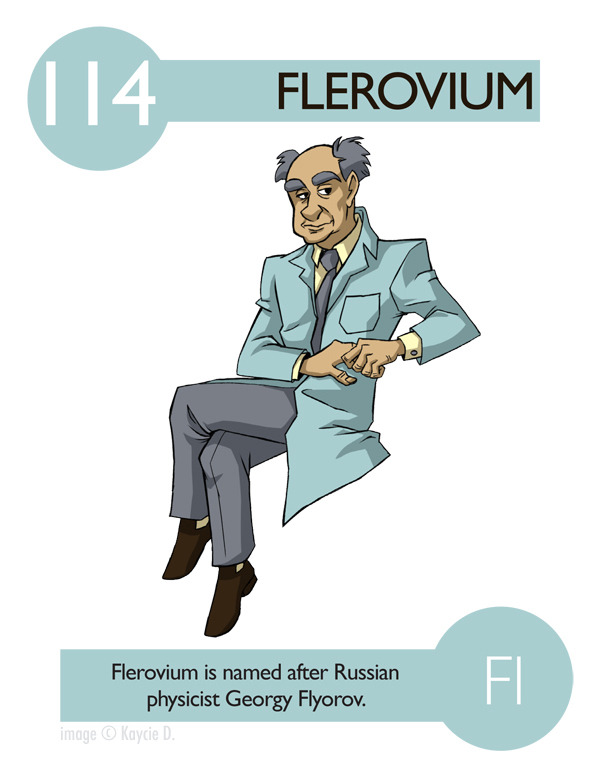 114
FLEROVIUM
Flerovium is named after Russian
physicist Georgy Flyorov.
Fl
image © Kaycie D.